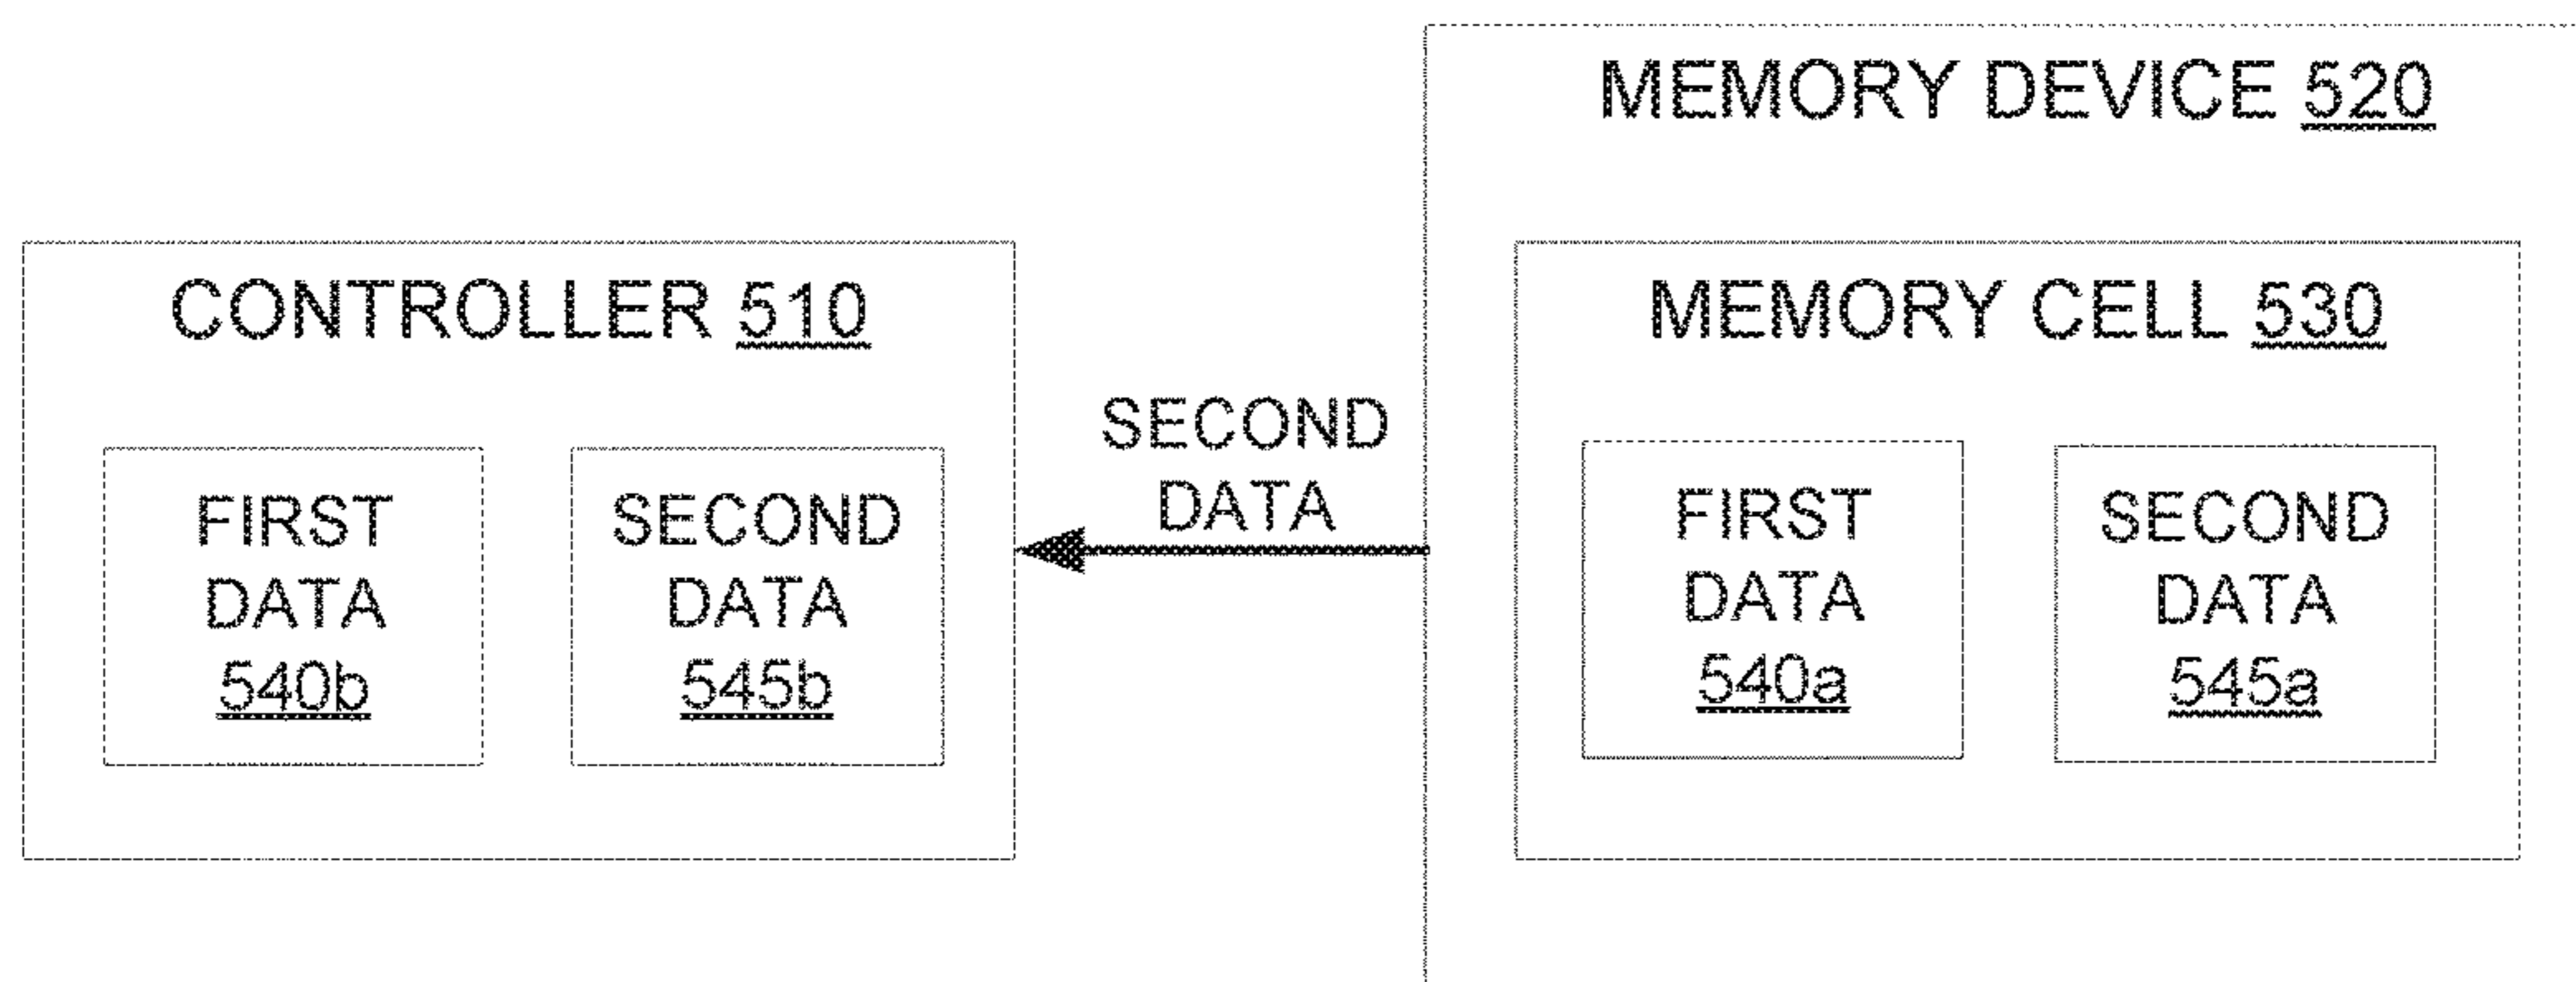 MEMORY DEVICE 520
CONTROLLER 510
FIRST
DATA
540b
SECOND
DATA
545b
SECOND
DATA
MEMORY CELL 530
FIRST
DATA
540a
SECOND
DATA
545a